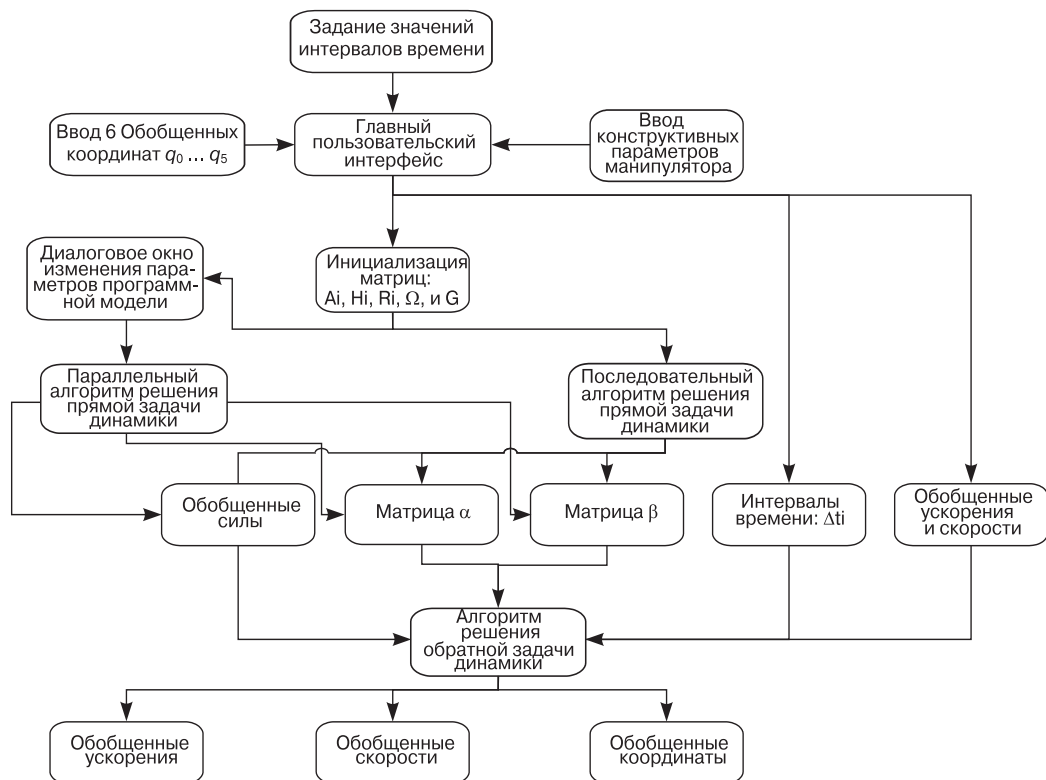 Задание значений
интервалов времени
Ввод 6 Обобщенных
координат q₀ ... q₅
Главный
пользовательский
интерфейс
Ввод
конструктивных
параметров
манипулятора
Диалоговое окно
изменения пара-
метров программ-
ной модели
Инициализация
матриц:
Ai, Hi, Ri, Ω, и G
Параллельный
алгоритм решения
прямой задачи
динамики
Последовательный
алгоритм решения
прямой задачи
динамики
Обобщенные
силы
Матрица α
Матрица β
Интервалы
времени: Δti
Обобщенные
ускорения
и скорости
Алгоритм
решения
обратной задачи
динамики
Обобщенные
ускорения
Обобщенные
скорости
Обобщенные
координаты